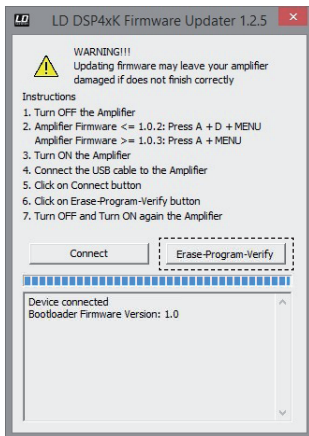 LD DSP4xK Firmware Updater 1.2.5
WARNING!!!
Updating firmware may leave your amplifier
damaged if does not finish correctly
Instructions
1. Turn OFF the Amplifier
2. Amplifier Firmware <= 1.0.2: Press A + D + MENU
Amplifier Firmware >= 1.0.3: Press A + MENU
3. Turn ON the Amplifier
4. Connect the USB cable to the Amplifier
5. Click on Connect button
6. Click on Erase-Program-Verify button
7. Turn OFF and Turn ON again the Amplifier
Connect
Erase-Program-Verify
Device connected
Bootloader Firmware Version: 1.0